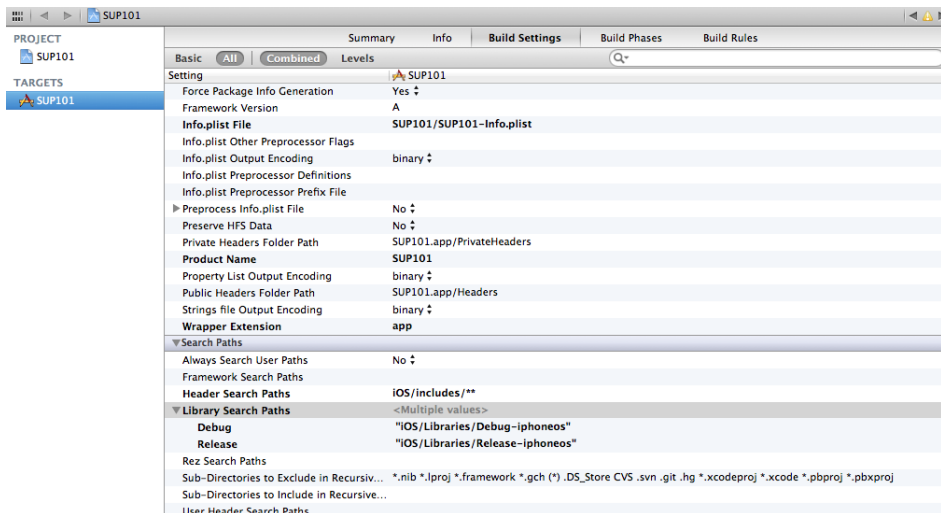 SUP101
PROJECT
SUP101
TARGETS
SUP101
Summary Info Build Settings Build Phases Build Rules
Basic All Combined Levels
Setting SUP101
Force Package Info Generation Yes
Framework Version A
Info.plist File SUP101/SUP101-Info.plist
Info.plist Other Preprocessor Flags
Info.plist Output Encoding binary
Info.plist Preprocessor Definitions
Info.plist Preprocessor Prefix File
Preprocess Info.plist File No
Preserve HFS Data No
Private Headers Folder Path SUP101.app/PrivateHeaders
Product Name SUP101
Property List Output Encoding binary
Public Headers Folder Path SUP101.app/Headers
Strings file Output Encoding binary
Wrapper Extension app
Search Paths
Always Search User Paths No
Framework Search Paths
Header Search Paths iOS/includes/**
Library Search Paths <Multiple values>
Debug "iOS/Libraries/Debug-iphoneos"
Release "iOS/Libraries/Release-iphoneos"
Rez Search Paths
Sub-Directories to Exclude in Recursiv... *.nib *.lproj *.framework *.gch (*) .DS_Store CVS .svn .git .hg *.xcodeproj *.xcode *.pbproj *.pbxproj
Sub-Directories to Include in Recursive...
User Header Search Paths